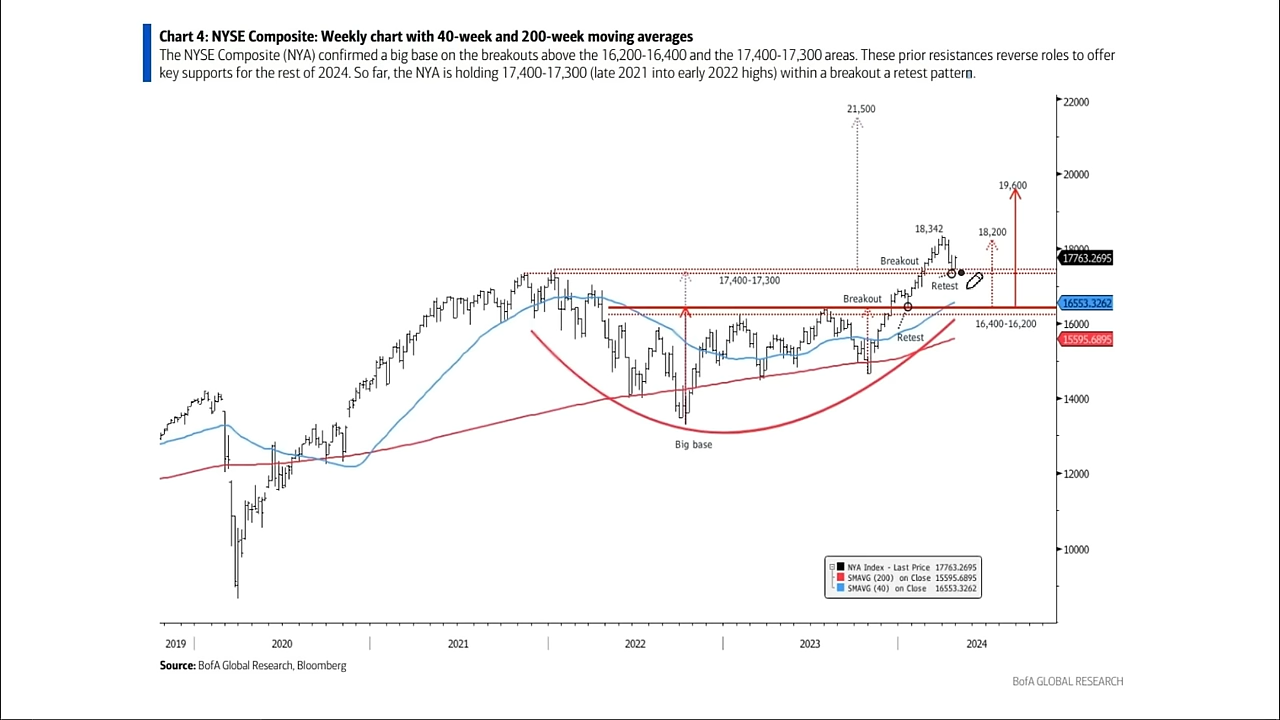 Chart 4: NYSE Composite: Weekly chart with 40-week and 200-week moving averages
The NYSE Composite (NYA) confirmed a big base on the breakouts above the 16,200-16,400 and the 17,400-17,300 areas. These prior resistances reverse roles to offer
key supports for the rest of 2024. So far, the NYA is holding 17,400-17,300 (late 2021 into early 2022 highs) within a breakout a retest pattern.
22000
21,500
20000
19,600
18,342
18,200
18000
Breakout
17763.2695
17,400-17,300
Retest
Breakout
16553.3262
16,400-16,200
16000
Retest
15595.6895
14000
Big base
12000
10000
NYA Index - Last Price 17763.2695
SMAVG (200) on Close 15595.6895
SMAVG (40) on Close 16553.3262
2019 2020 2021 2022 2023 2024
Source: BofA Global Research, Bloomberg
BofA GLOBAL RESEARCH